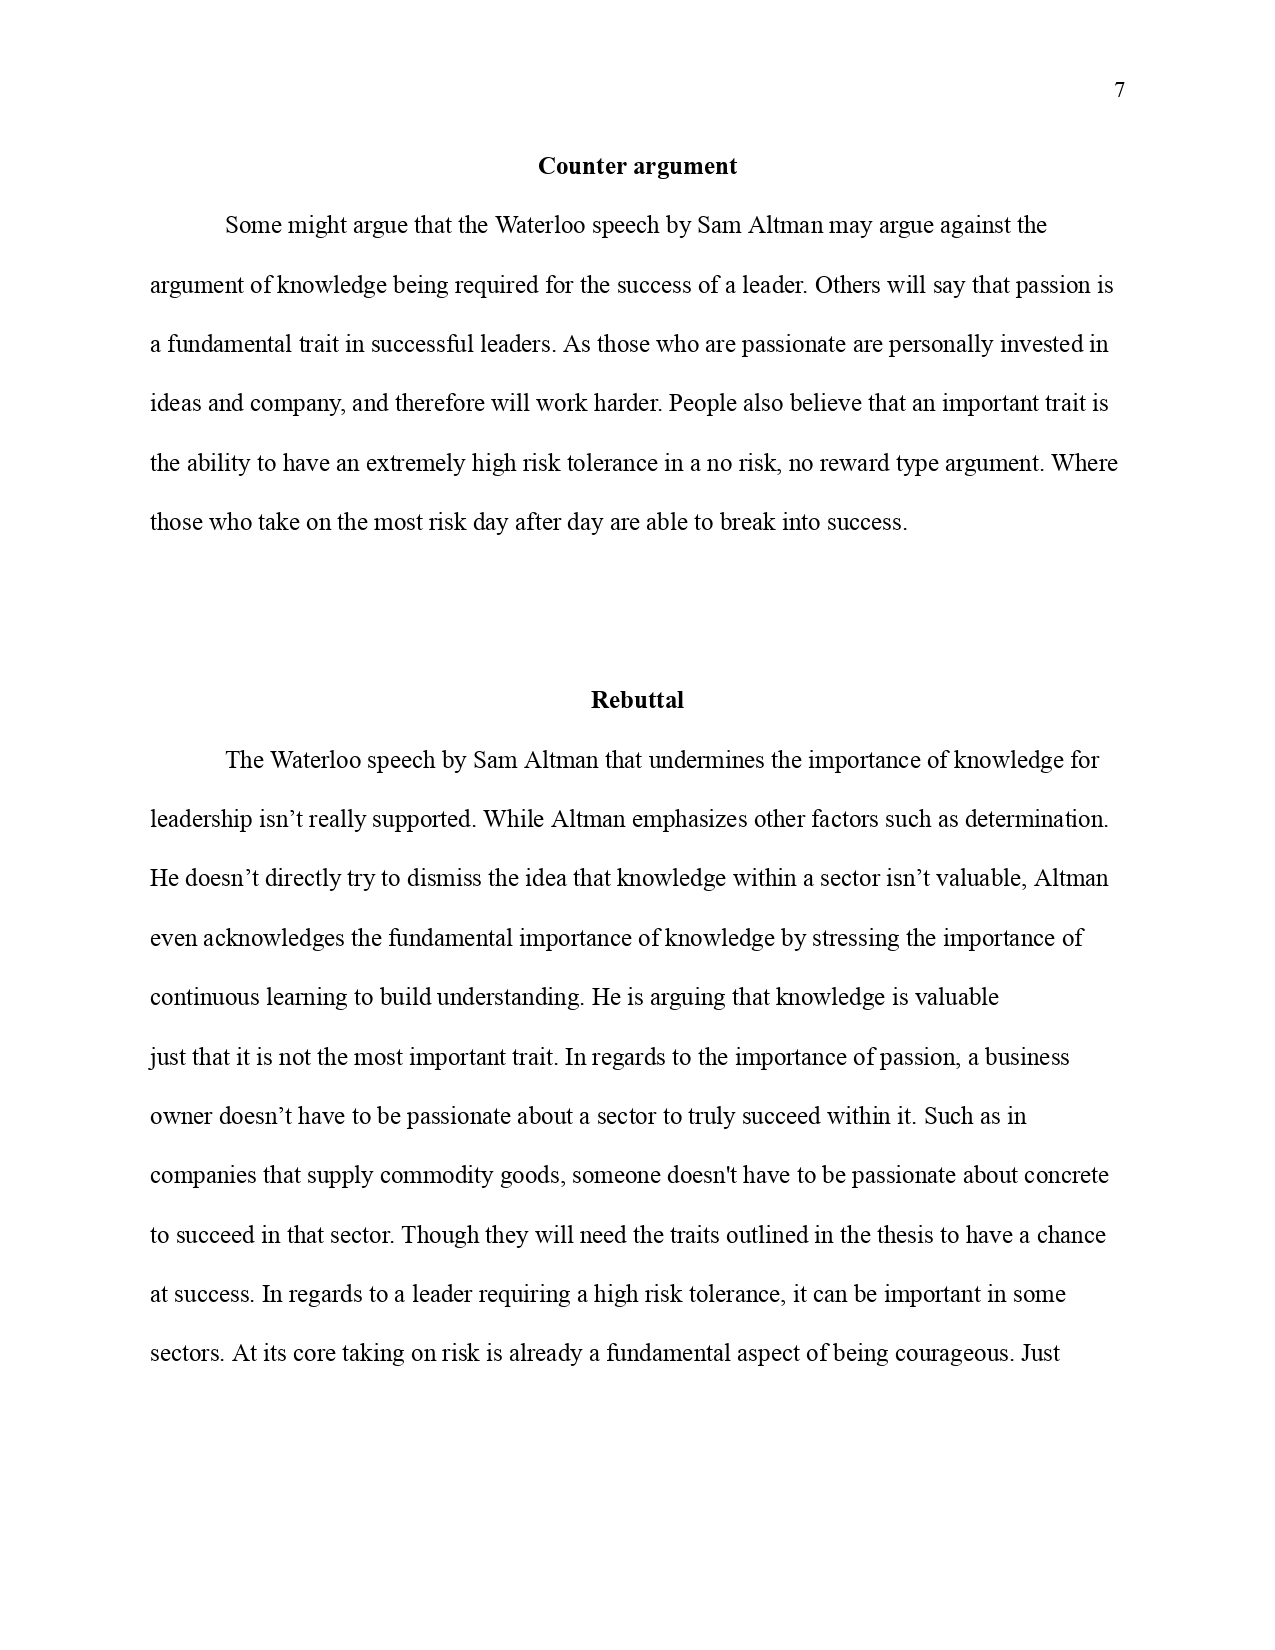 7
Counter argument
Some might argue that the Waterloo speech by Sam Altman may argue against the
argument of knowledge being required for the success of a leader. Others will say that passion is
a fundamental trait in successful leaders. As those who are passionate are personally invested in
ideas and company, and therefore will work harder. People also believe that an important trait is
the ability to have an extremely high risk tolerance in a no risk, no reward type argument. Where
those who take on the most risk day after day are able to break into success.
Rebuttal
The Waterloo speech by Sam Altman that undermines the importance of knowledge for
leadership isn’t really supported. While Altman emphasizes other factors such as determination.
He doesn’t directly try to dismiss the idea that knowledge within a sector isn’t valuable, Altman
even acknowledges the fundamental importance of knowledge by stressing the importance of
continuous learning to build understanding. He is arguing that knowledge is valuable
just that it is not the most important trait. In regards to the importance of passion, a business
owner doesn’t have to be passionate about a sector to truly succeed within it. Such as in
companies that supply commodity goods, someone doesn't have to be passionate about concrete
to succeed in that sector. Though they will need the traits outlined in the thesis to have a chance
at success. In regards to a leader requiring a high risk tolerance, it can be important in some
sectors. At its core taking on risk is already a fundamental aspect of being courageous. Just